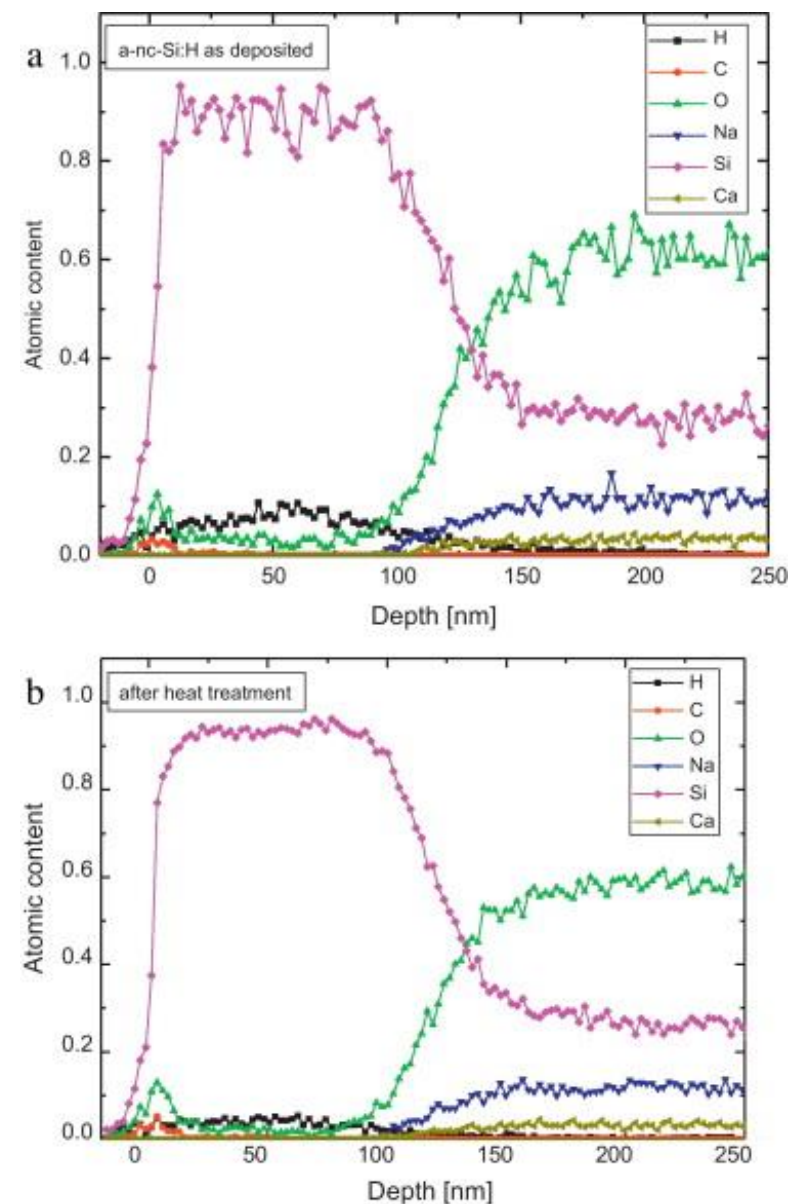 a
a-nc-Si:H as deposited
H
C
O
Na
Si
Ca
1.0
0.8
0.6
0.4
0.2
0.0
Atomic content
0 50 100 150 200 250
Depth [nm]
b
after heat treatment
H
C
O
Na
Si
Ca
1.0
0.8
0.6
0.4
0.2
0.0
Atomic content
0 50 100 150 200 250
Depth [nm]